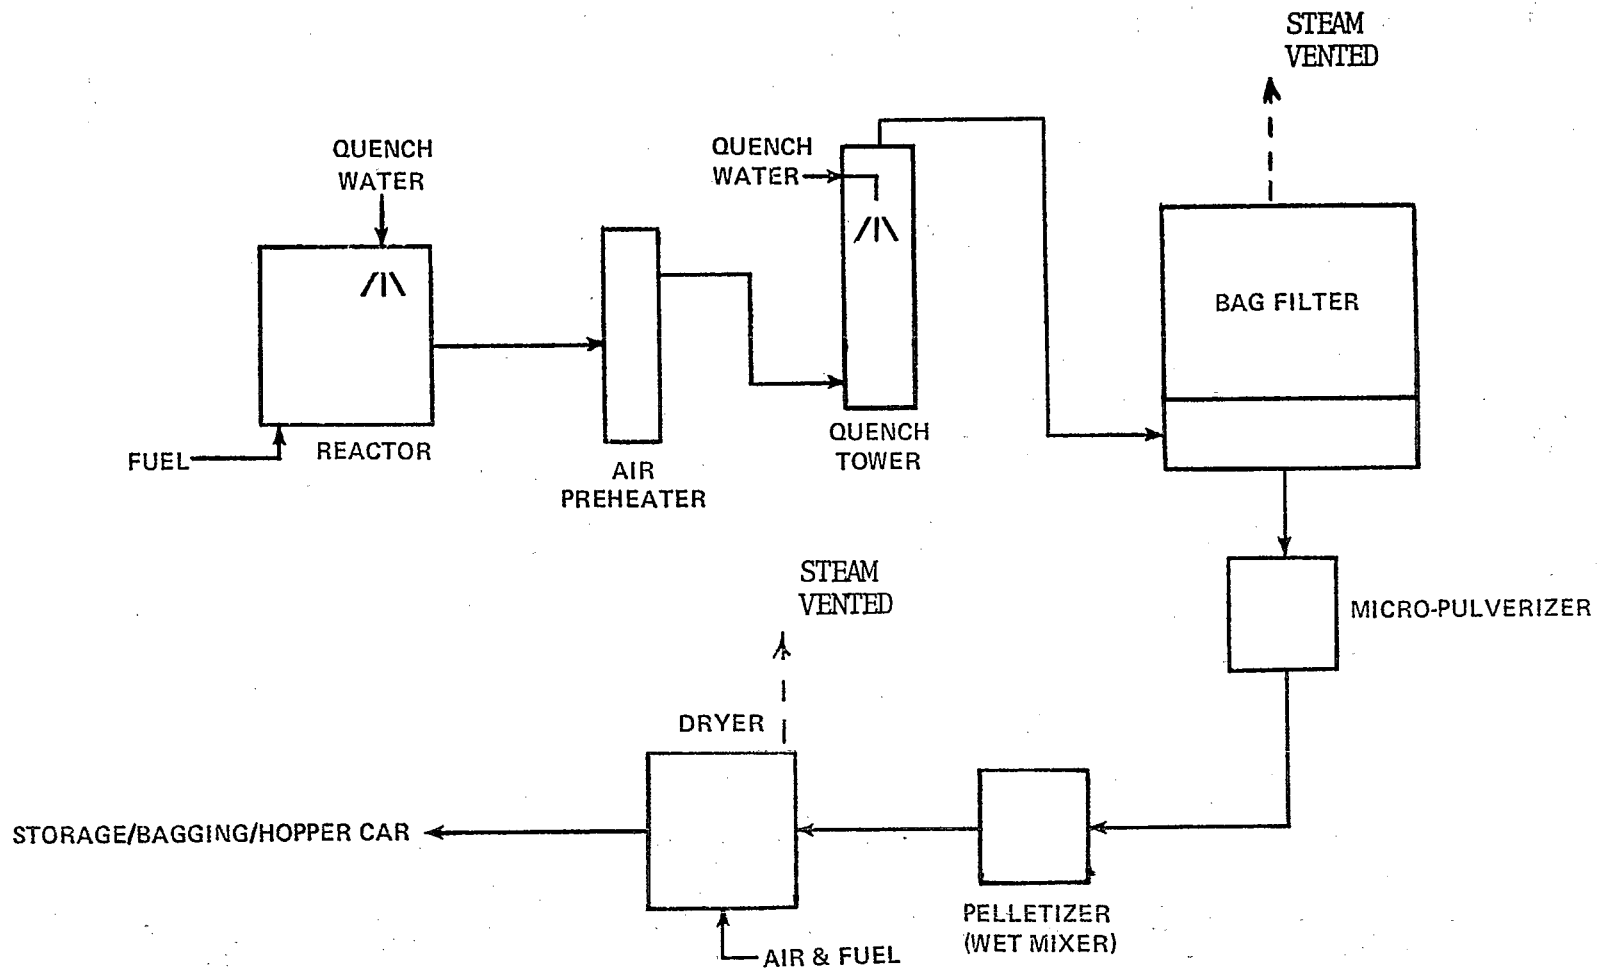 STEAM
VENTED
QUENCH
WATER
QUENCH
WATER
BAG FILTER
FUEL
REACTOR
AIR
PREHEATER
QUENCH
TOWER
STEAM
VENTED
MICRO-PULVERIZER
DRYER
STORAGE/BAGGING/HOPPER CAR
PELLETIZER
(WET MIXER)
AIR & FUEL